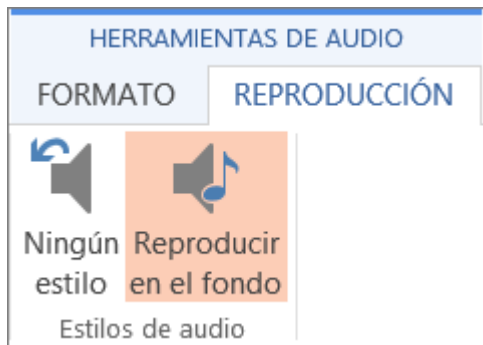 HERRAMIENTAS DE AUDIO
FORMATO REPRODUCCIÓN
Ningún estilo
Reproducir en el fondo
Estilos de audio